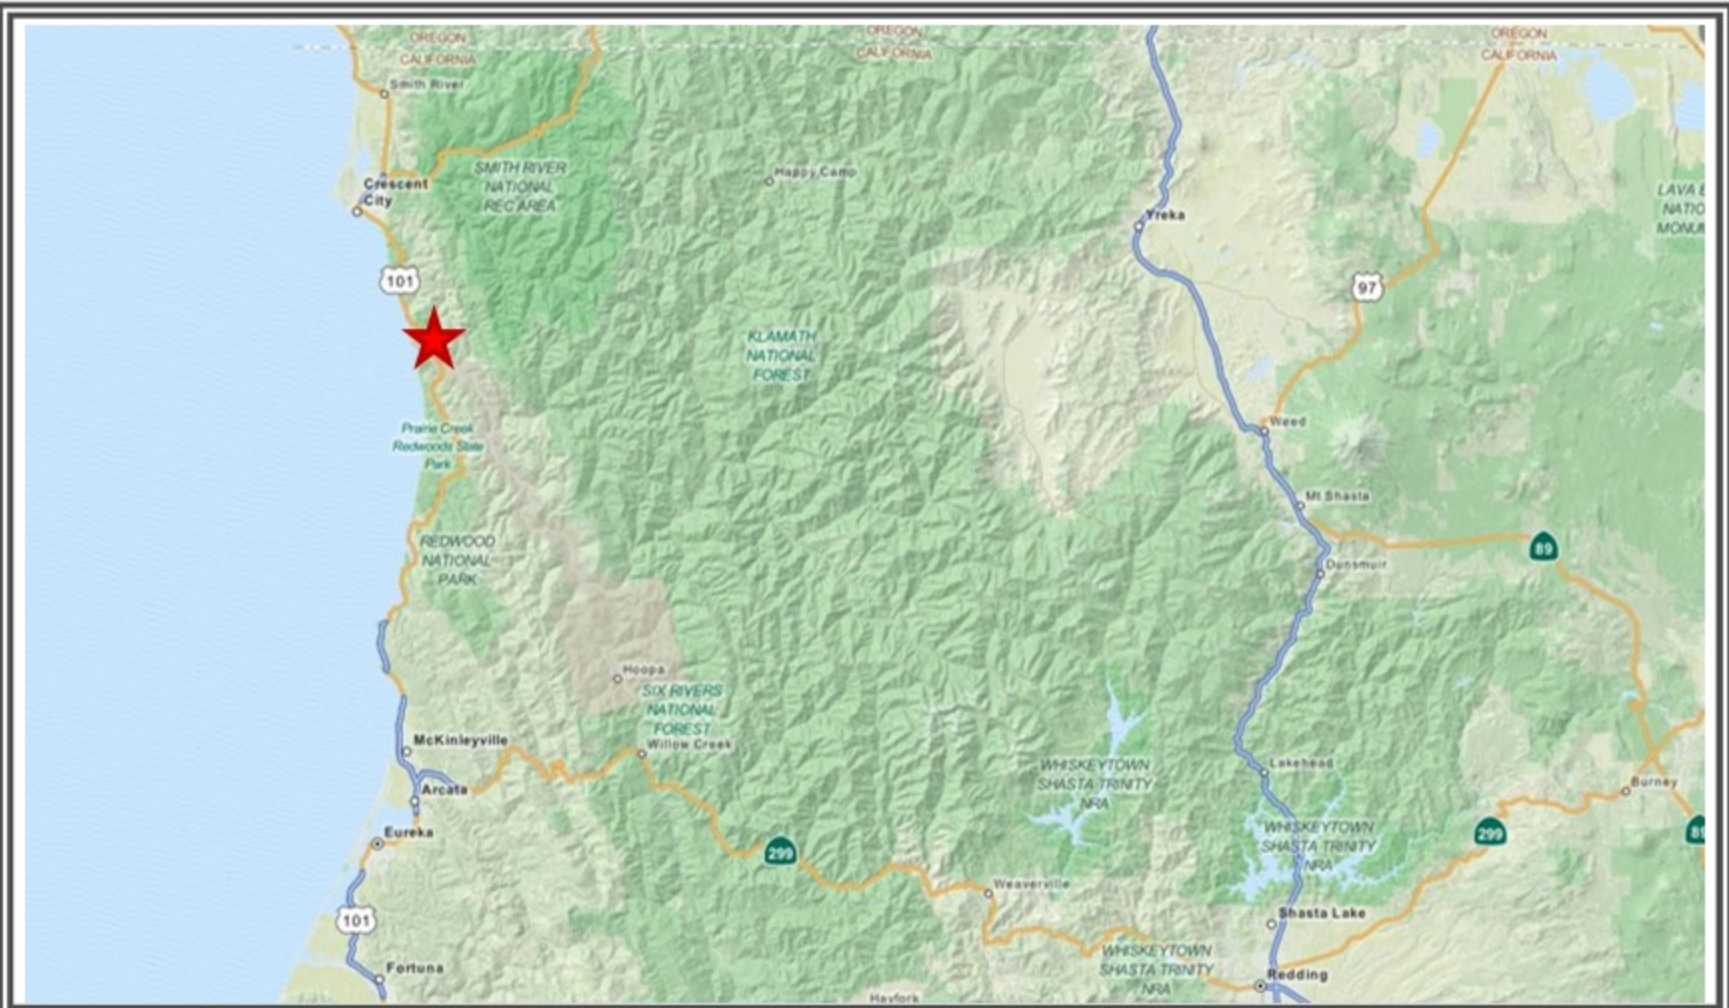 OREGON
CALIFORNIA
OREGON
CALIFORNIA
OREGON
CALIFORNIA
Smith River
SMITH RIVER
NATIONAL
REC AREA
Happy Camp
Crescent
City
LAVA
NATIO
MONU
Yreka
101
97
KLAMATH
NATIONAL
FOREST
Weed
Prairie Creek
Redwoods State
Park
Mt Shasta
REDWOOD
NATIONAL
PARK
89
Dunsmuir
Hoopa
SIX RIVERS
NATIONAL
FOREST
Willow Creek
McKinleyville
WHISKEYTOWN
SHASTA TRINITY
NRA
Lakehead
Arcata
Burney
Eureka
WHISKEYTOWN
SHASTA TRINITY
NRA
299
89
299
Weaverville
101
Shasta Lake
WHISKEYTOWN
SHASTA TRINITY
NRA
Fortuna
Redding
Hayfork